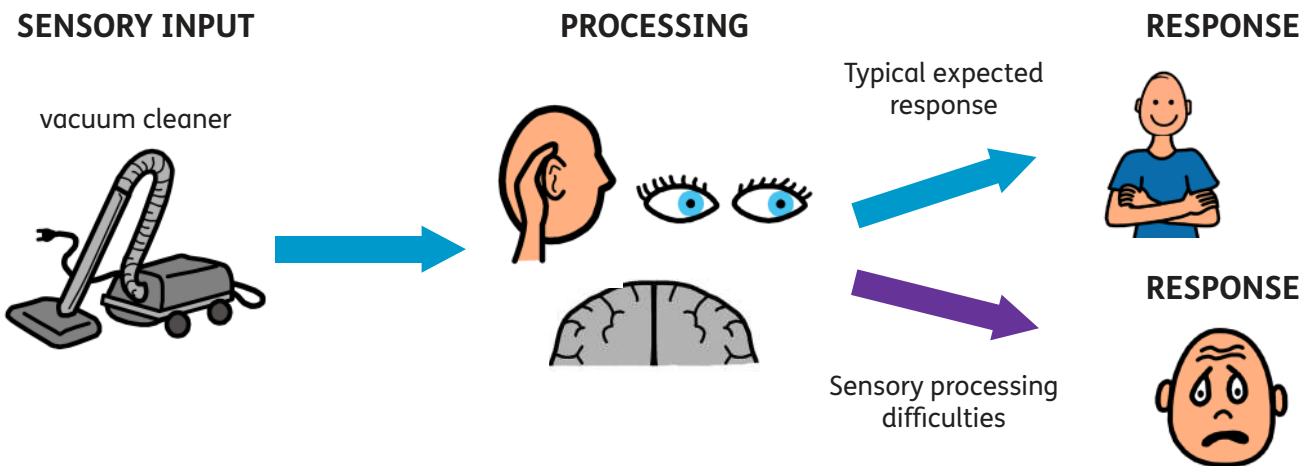 SENSORY INPUT
PROCESSING
RESPONSE
vacuum cleaner
Typical expected
response
RESPONSE
Sensory processing
difficulties